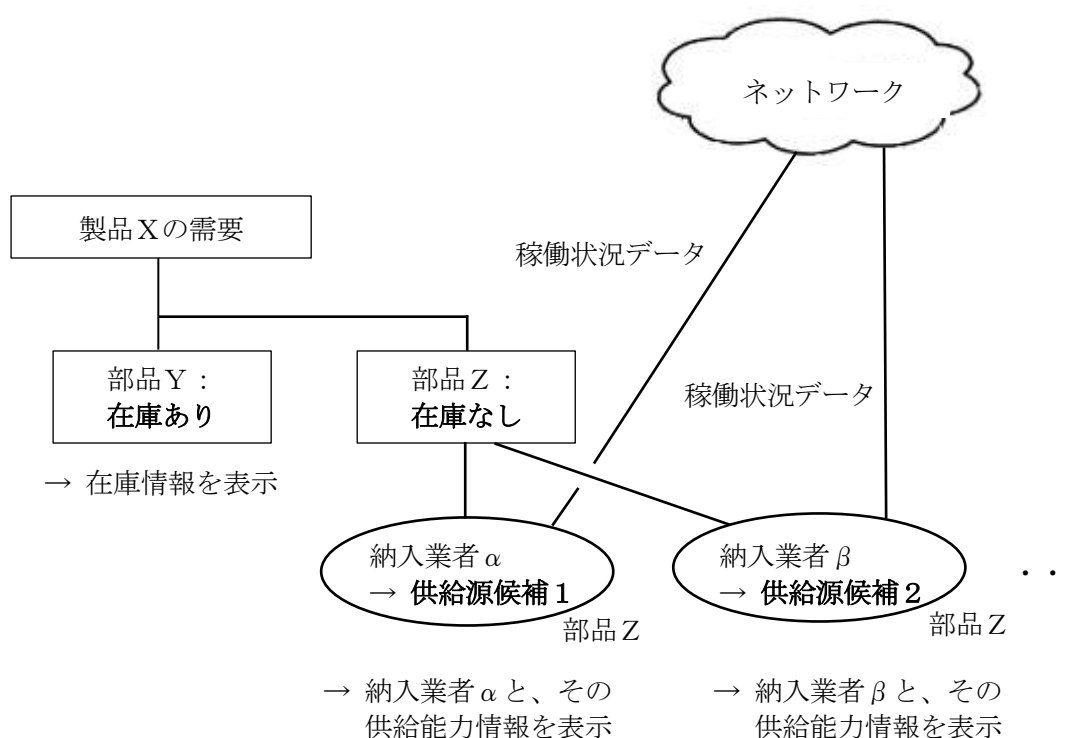 ネットワーク
製品Xの需要
稼働状況データ
部品Y:
在庫あり
部品Z:
在庫なし
稼働状況データ
→ 在庫情報を表示
納入業者α
→ 供給源候補1
部品Z
納入業者β
→ 供給源候補2
部品Z
・・
→ 納入業者αと、その
供給能力情報を表示
→ 納入業者βと、その
供給能力情報を表示